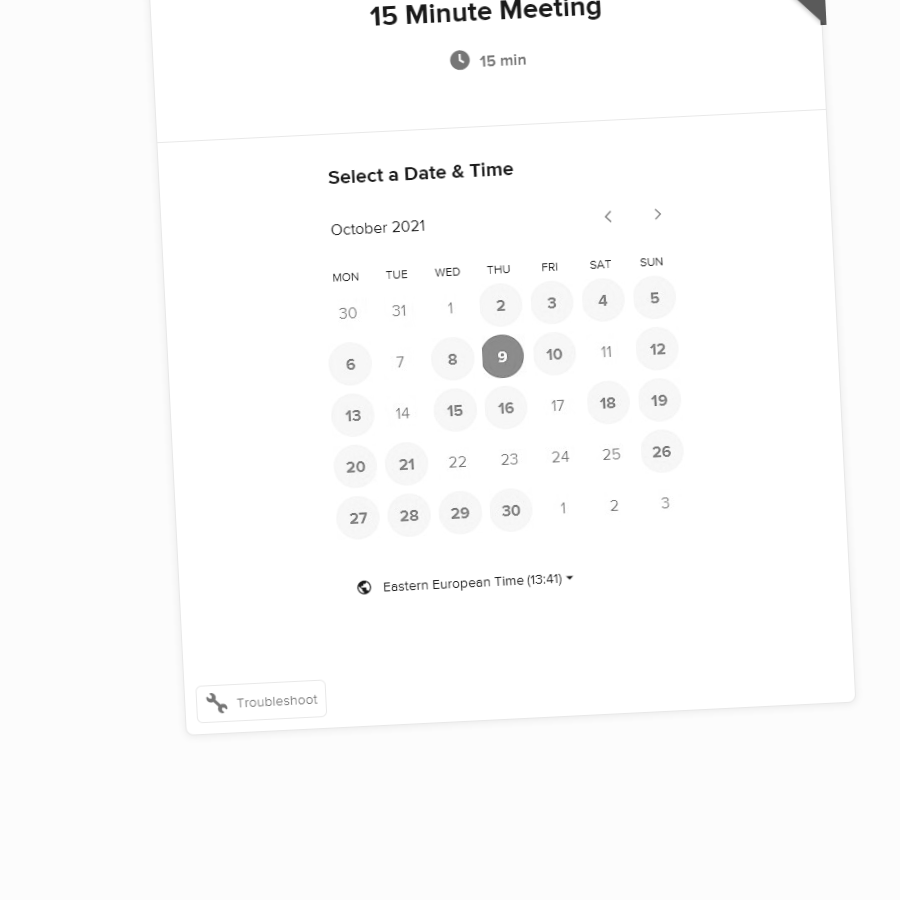 15 Minute Meeting
15 min
Select a Date & Time
October 2021
MON TUE WED THU FRI SAT SUN
30 31 1 2 3 4 5
6 7 8 9 10 11 12
13 14 15 16 17 18 19
20 21 22 23 24 25 26
27 28 29 30 1 2 3
Eastern European Time (13:41)
Troubleshoot